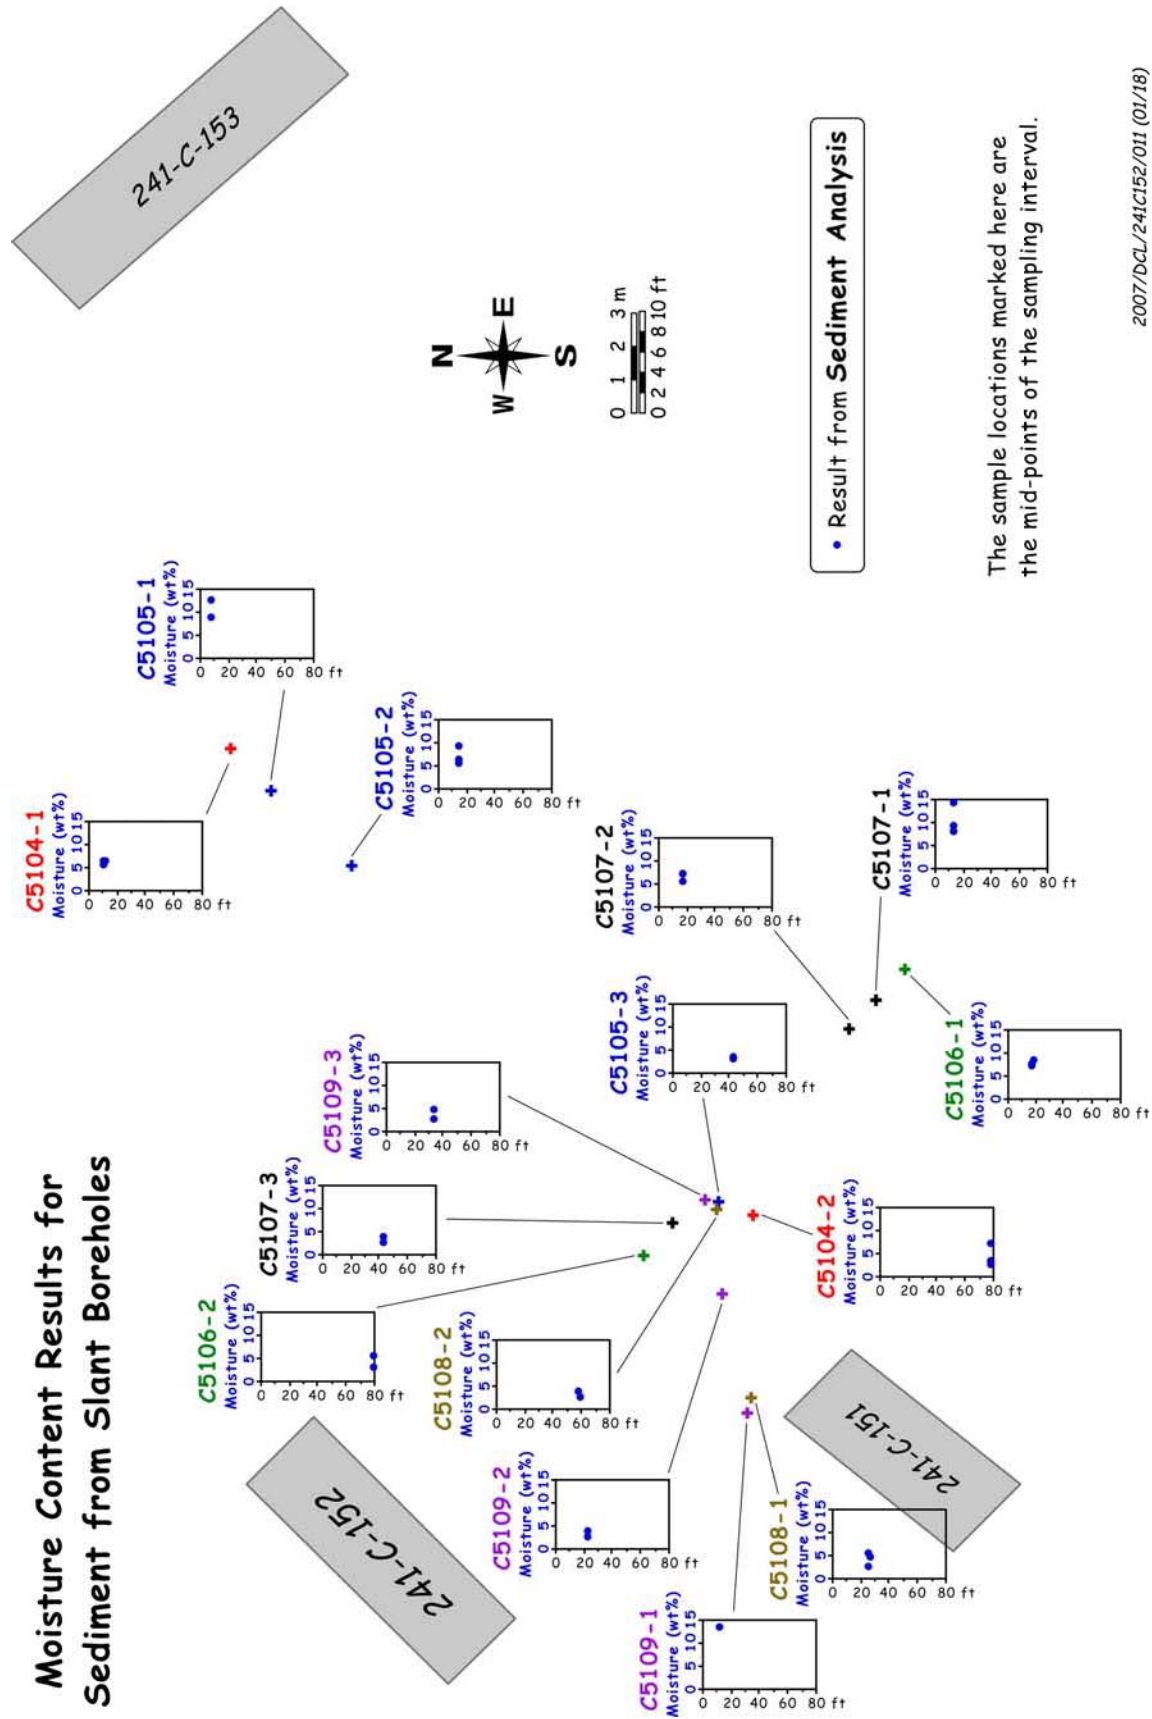 Moisture Content Results for
Sediment from Slant Boreholes
241-C-153
N
W E
S
0 1 2 3 m
0 2 4 6 8 10 ft
• Result from Sediment Analysis
The sample locations marked here are
the mid-points of the sampling interval.
2007/DCL/241C152/011 (01/18)
C5104-1
Moisture (wt%)
0 5 10 15
0 20 40 60 80 ft
C5105-1
Moisture (wt%)
0 5 10 15
0 20 40 60 80 ft
C5105-2
Moisture (wt%)
0 5 10 15
0 20 40 60 80 ft
C5107-2
Moisture (wt%)
0 5 10 15
0 20 40 60 80 ft
C5107-1
Moisture (wt%)
0 5 10 15
0 20 40 60 80 ft
C5105-3
Moisture (wt%)
0 5 10 15
0 20 40 60 80 ft
C5106-1
Moisture (wt%)
0 5 10 15
0 20 40 60 80 ft
C5109-3
Moisture (wt%)
0 5 10 15
0 20 40 60 80 ft
C5107-3
Moisture (wt%)
0 5 10 15
0 20 40 60 80 ft
C5106-2
Moisture (wt%)
0 5 10 15
0 20 40 60 80 ft
C5108-2
Moisture (wt%)
0 5 10 15
0 20 40 60 80 ft
C5104-2
Moisture (wt%)
0 5 10 15
0 20 40 60 80 ft
241-C-152
C5109-2
Moisture (wt%)
0 5 10 15
0 20 40 60 80 ft
C5109-1
Moisture (wt%)
0 5 10 15
0 20 40 60 80 ft
C5108-1
Moisture (wt%)
0 5 10 15
0 20 40 60 80 ft
241-C-151